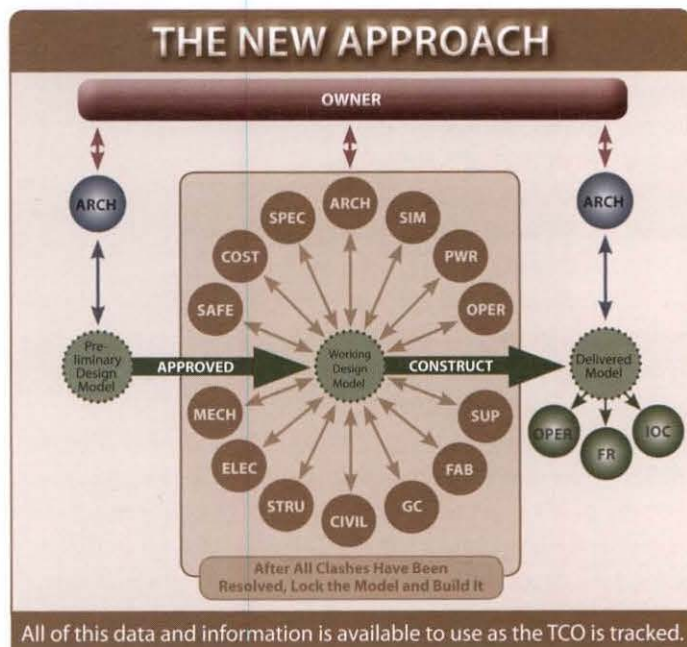 THE NEW APPROACH
OWNER
ARCH
ARCH
ARCH
SPEC
SIM
COST
PWR
SAFE
OPER
Pre-
liminary
Design
Model
APPROVED
Working
Design
Model
CONSTRUCT
Delivered
Model
MECH
SUP
OPER
FR
IOC
ELEC
FAB
STRU
GC
CIVIL
After All Clashes Have Been
Resolved, Lock the Model and Build It
All of this data and information is available to use as the TCO is tracked.